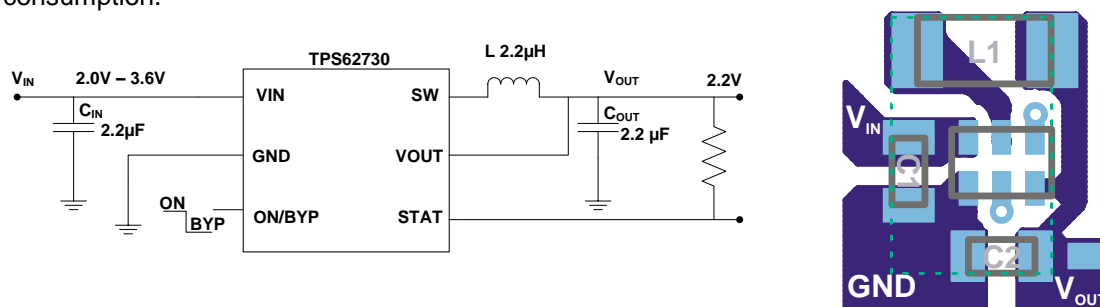 consumption.
TPS62730
L 2.2µH
VIN 2.0V – 3.6V
VOUT
2.2V
VIN
SW
CIN
2.2µF
COUT
2.2 µF
GND
VOUT
ON
BYP
ON/BYP
STAT
L1
VIN
C1
C2
GND
VOUT